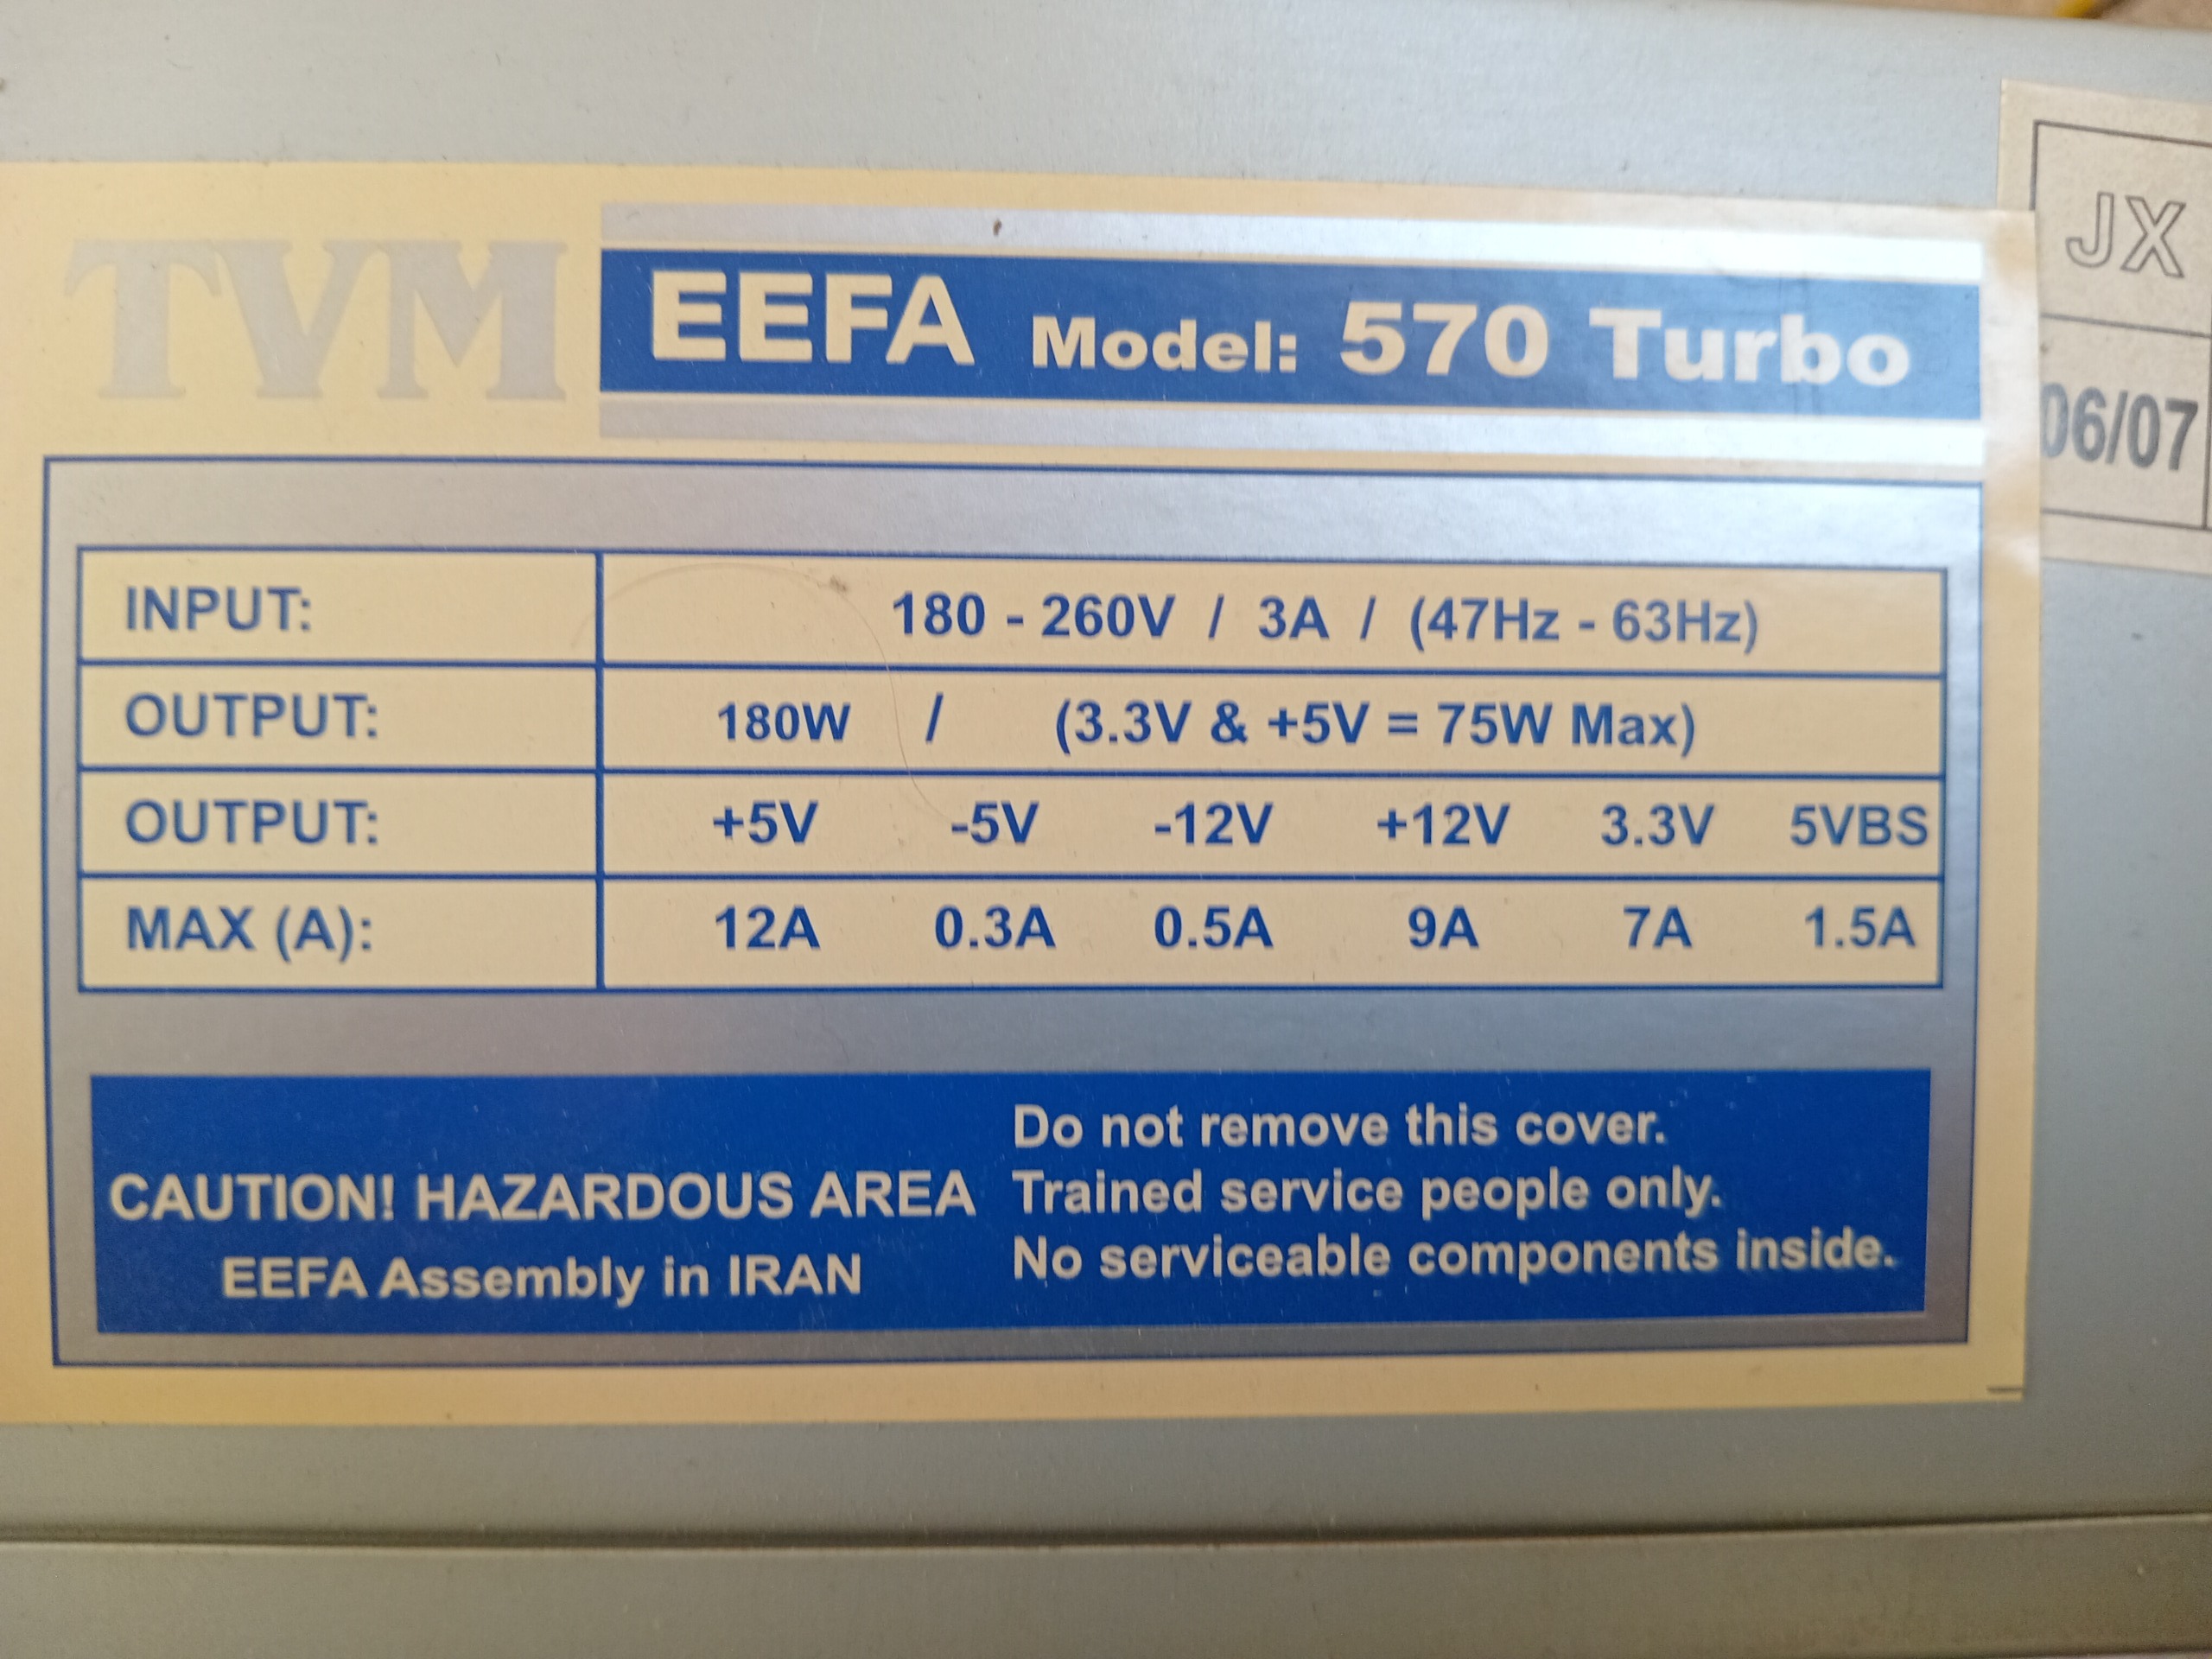 TVM EEFA Model: 570 Turbo
JX
06/07
INPUT: 180 - 260V / 3A / (47Hz - 63Hz)
OUTPUT: 180W / (3.3V & +5V = 75W Max)
OUTPUT: +5V -5V -12V +12V 3.3V 5VBS
MAX (A): 12A 0.3A 0.5A 9A 7A 1.5A
CAUTION! HAZARDOUS AREA
EEFA Assembly in IRAN
Do not remove this cover.
Trained service people only.
No serviceable components inside.